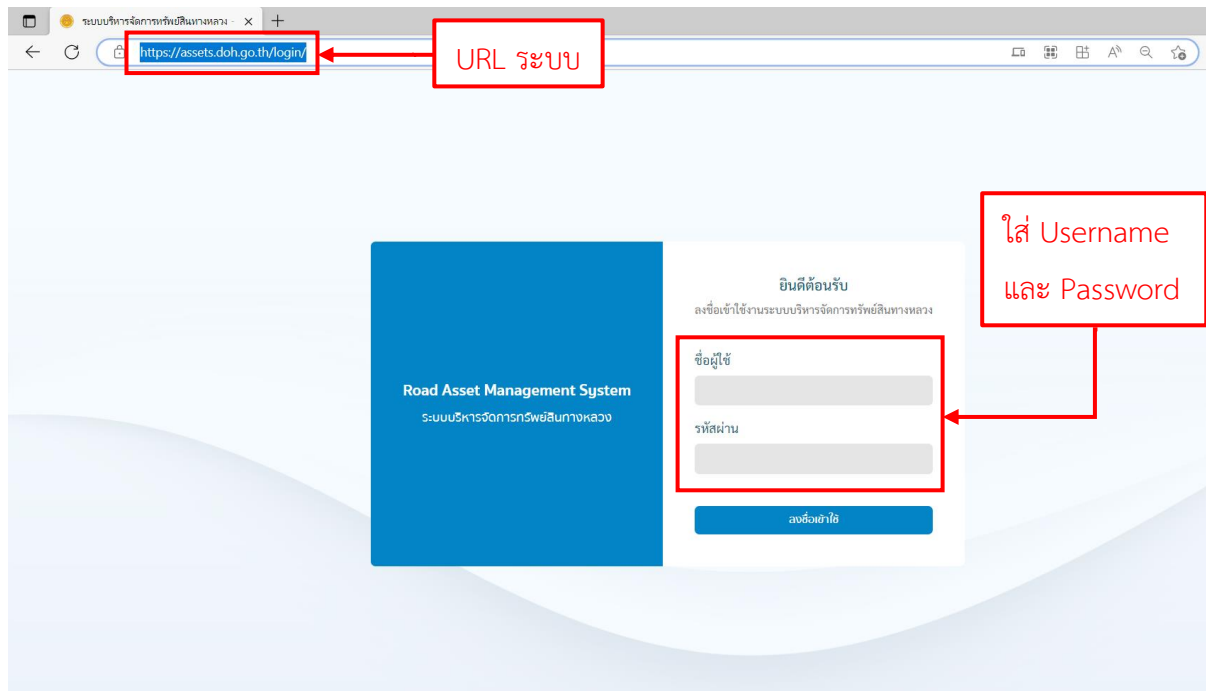 ระบบบริหารจัดการทรัพย์สินทางหลวง -
https://assets.doh.go.th/login/
URL ระบบ
ใส่ Username
และ Password
ยินดีต้อนรับ
ลงชื่อเข้าใช้งานระบบบริหารจัดการทรัพย์สินทางหลวง
ชื่อผู้ใช้
Road Asset Management System
ระบบบริหารจัดการทรัพย์สินทางหลวง
รหัสผ่าน
ลงชื่อเข้าใช้